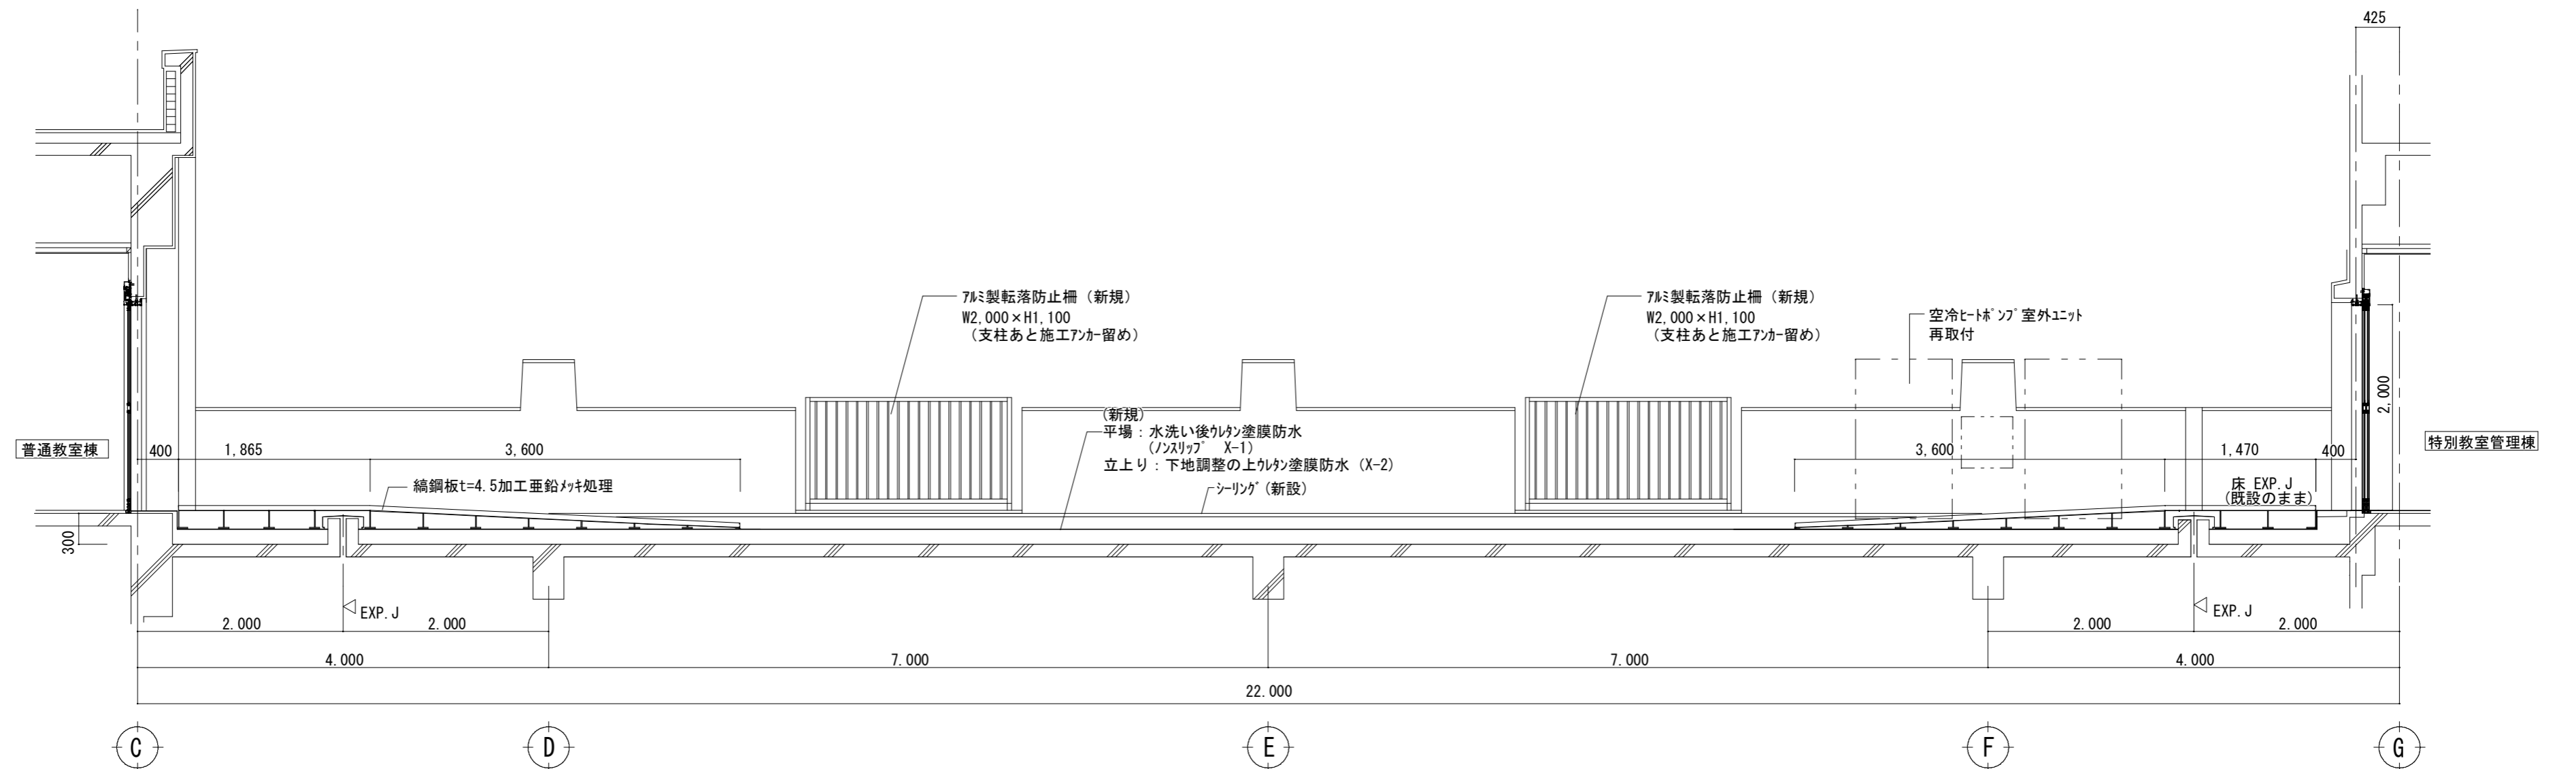 425
アルミ製転落防止柵（新規）
W2,000×H1,100
（支柱あと施工アンカー留め）
アルミ製転落防止柵（新規）
W2,000×H1,100
（支柱あと施工アンカー留め）
空冷ヒートポンプ室外ユニット
再取付
2,000
普通教室棟
400
1,865
3,600
(新規)
平場：水洗い後ウレタン塗膜防水
（ノンスリップ X-1）
立上り：下地調整の上ウレタン塗膜防水（X-2）
3,600
1,470
400
特別教室管理棟
縞鋼板t=4.5加工亜鉛メッキ処理
シーリング（新設）
床 EXP.J
（既設のまま）
300
EXP.J
EXP.J
2.000
2.000
2.000
2.000
4.000
7.000
7.000
4.000
22.000
C
D
E
F
G